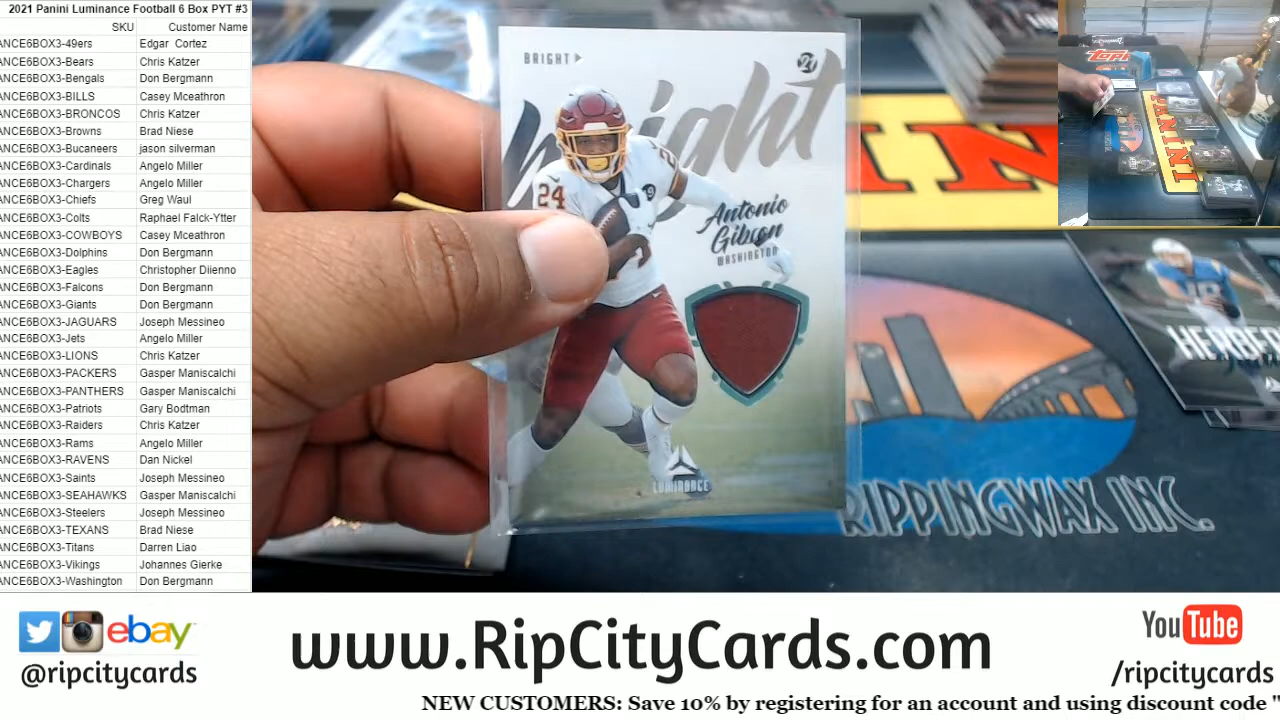 2021 Panini Luminance Football 6 Box PYT #3
SKU Customer Name
ANCE6BOX3-49ers Edgar Cortez
ANCE6BOX3-Bears Chris Katzer
ANCE6BOX3-Bengals Don Bergmann
ANCE6BOX3-BILLS Casey Mceathron
ANCE6BOX3-BRONCOS Chris Katzer
ANCE6BOX3-Browns Brad Niese
ANCE6BOX3-Bucaneers jason silverman
ANCE6BOX3-Cardinals Angelo Miller
ANCE6BOX3-Chargers Angelo Miller
ANCE6BOX3-Chiefs Greg Waul
ANCE6BOX3-Colts Raphael Falck-Ytter
ANCE6BOX3-COWBOYS Casey Mceathron
ANCE6BOX3-Dolphins Don Bergmann
ANCE6BOX3-Eagles Christopher Diienno
ANCE6BOX3-Falcons Don Bergmann
ANCE6BOX3-Giants Don Bergmann
ANCE6BOX3-JAGUARS Joseph Messineo
ANCE6BOX3-Jets Angelo Miller
ANCE6BOX3-LIONS Chris Katzer
ANCE6BOX3-PACKERS Gasper Maniscalchi
ANCE6BOX3-PANTHERS Gasper Maniscalchi
ANCE6BOX3-Patriots Gary Bodtman
ANCE6BOX3-Raiders Chris Katzer
ANCE6BOX3-Rams Angelo Miller
ANCE6BOX3-RAVENS Dan Nickel
ANCE6BOX3-Saints Joseph Messineo
ANCE6BOX3-SEAHAWKS Gasper Maniscalchi
ANCE6BOX3-Steelers Joseph Messineo
ANCE6BOX3-TEXANS Brad Niese
ANCE6BOX3-Titans Darren Liao
ANCE6BOX3-Vikings Johannes Gierke
ANCE6BOX3-Washington Don Bergmann
BRIGHT
21
24
Antonio
Gibson
WASHINGTON
LUMINANCE
INI
Topps
PANINI
HERBER
RIPPINGWAX INC.
ebay
@ripcitycards
www.RipCityCards.com
YouTube
/ripcitycards
NEW CUSTOMERS: Save 10% by registering for an account and using discount code "